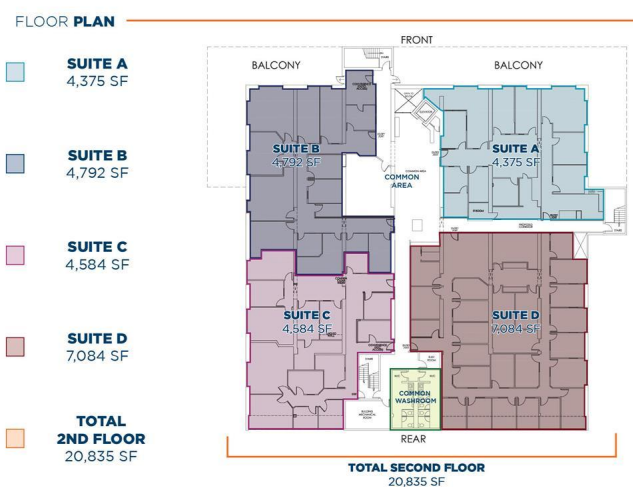 FLOOR PLAN
SUITE A
4,375 SF
SUITE B
4,792 SF
SUITE C
4,584 SF
SUITE D
7,084 SF
TOTAL
2ND FLOOR
20,835 SF
FRONT
BALCONY
BALCONY
SUITE B
4,792 SF
SUITE A
4,375 SF
COMMON
AREA
SUITE C
4,584 SF
SUITE D
7,084 SF
COMMON
WASHROOM
REAR
TOTAL SECOND FLOOR
20,835 SF